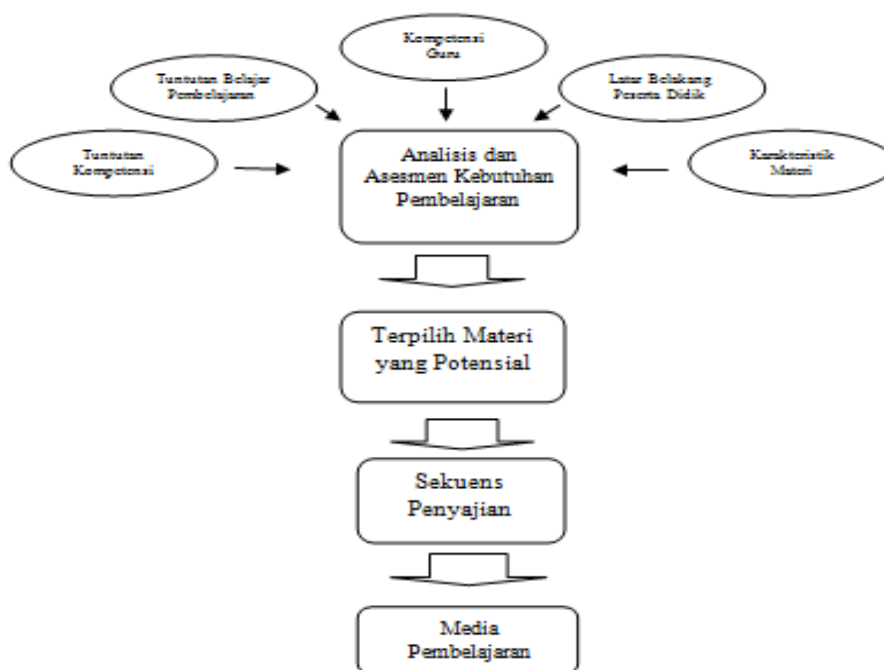 Kompetensi
Guru
Tuntutan Belajar
Pembelajaran
Latar Belakang
Peserta Didik
Tuntutan
Kompetensi
Karakteristik
Materi
Analisis dan
Asesmen Kebutuhan
Pembelajaran
Terpilih Materi
yang Potensial
Sekuens
Penyajian
Media
Pembelajaran